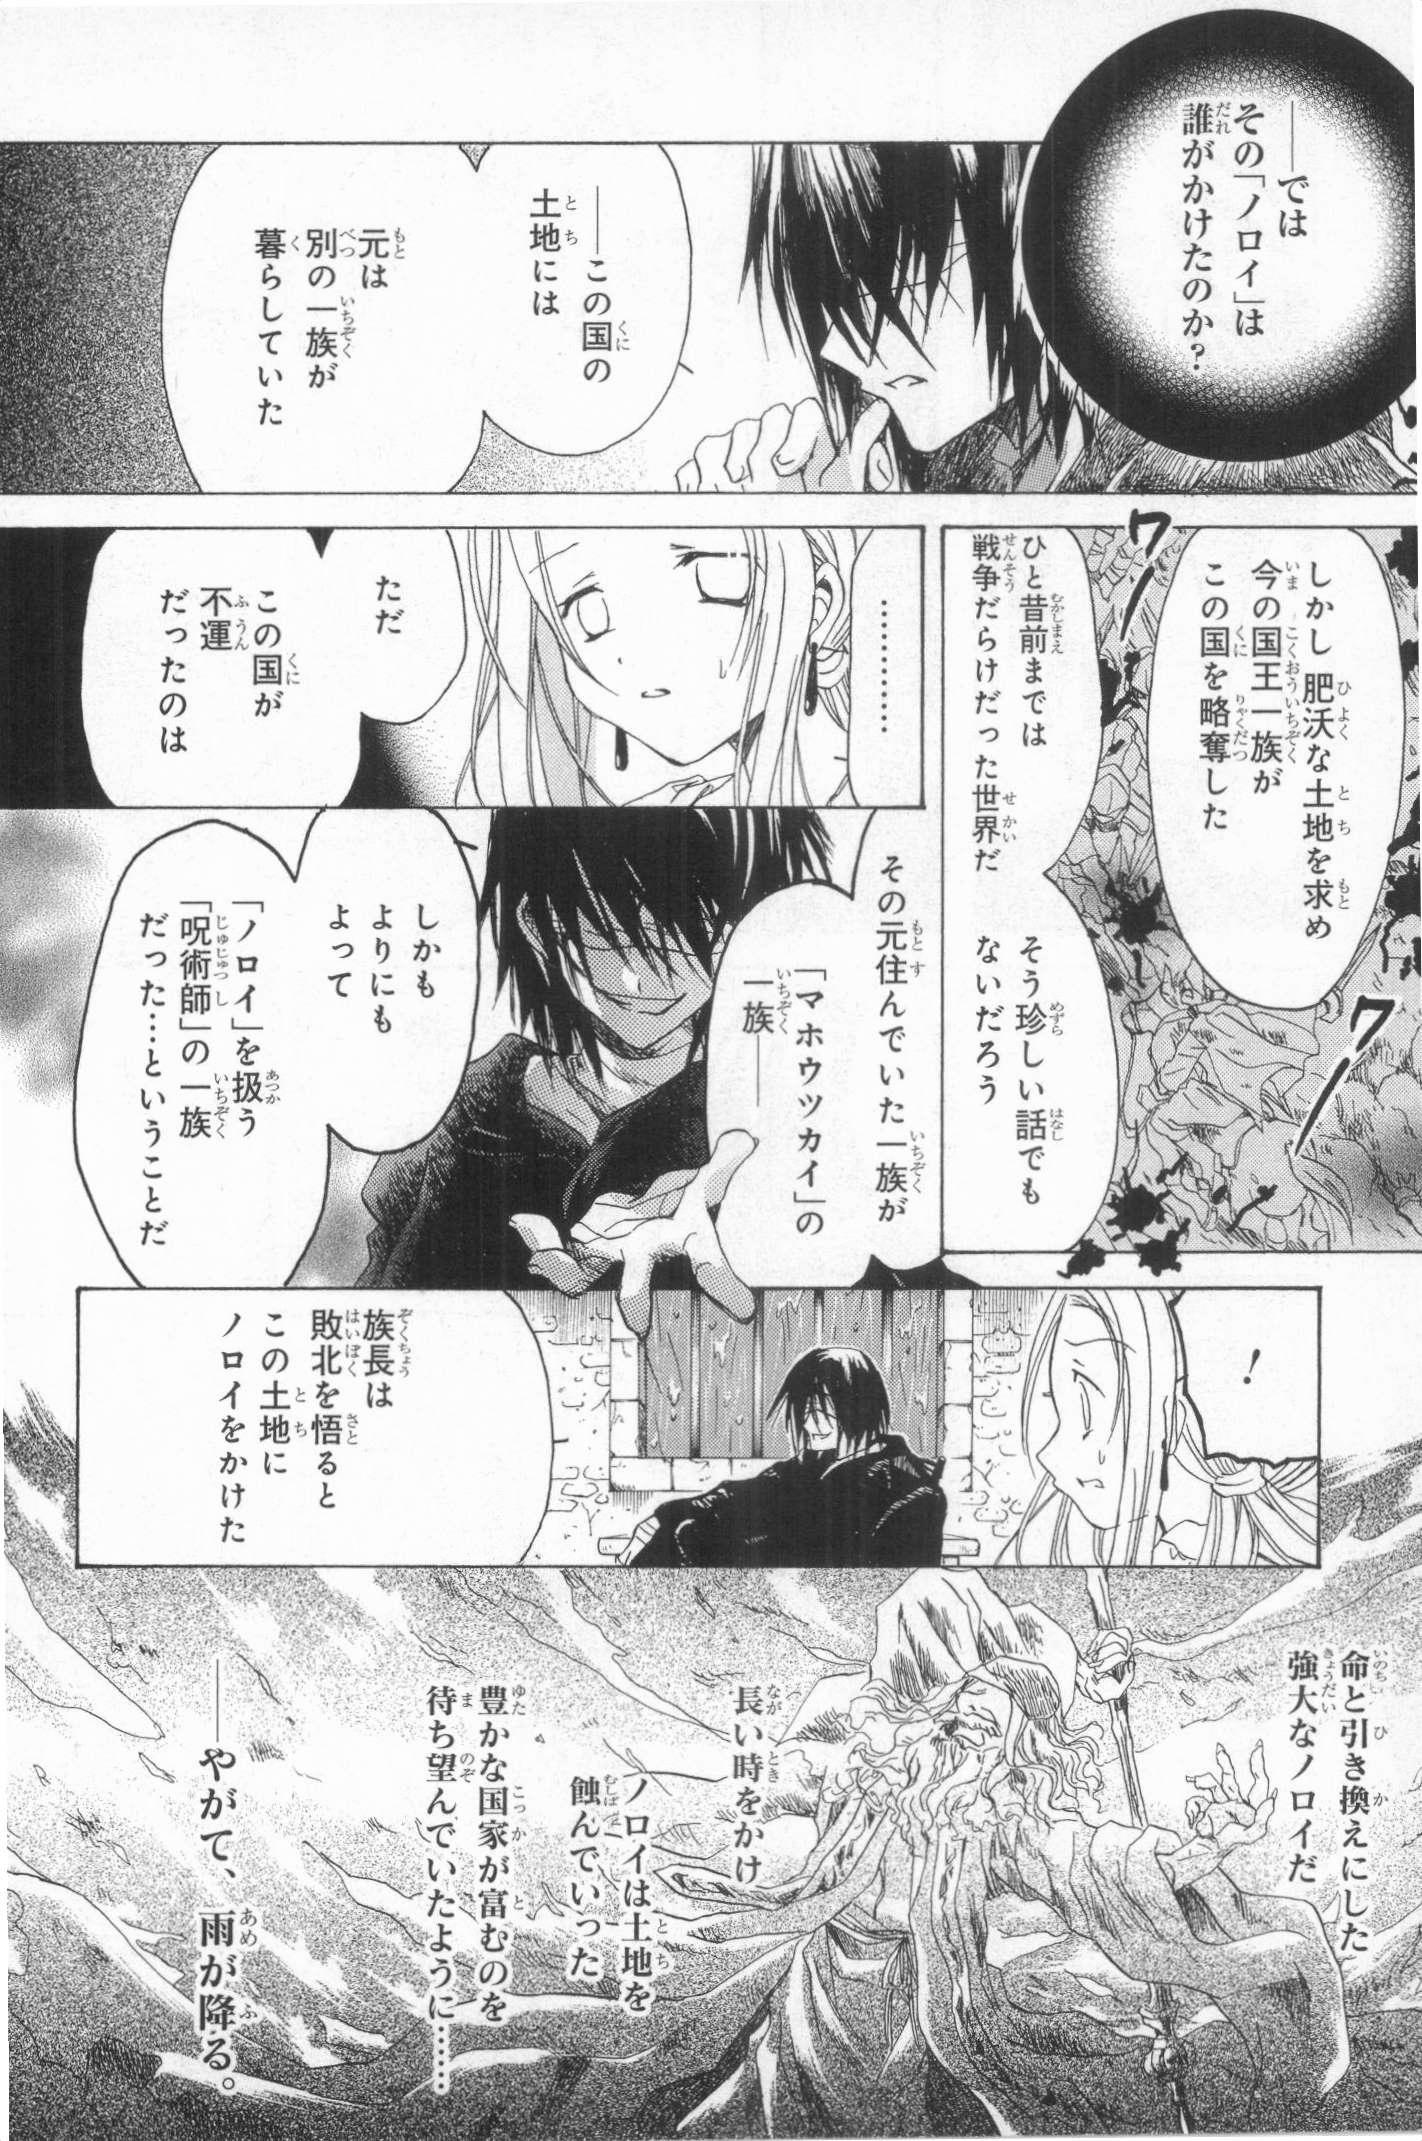 ――では
その「ノロイ」は
誰がかけたのか？
――この国の
土地には
元は
別の一族が
暮らしていた
しかし 肥沃な土地を求め
今の国王一族が
この国を略奪した
ワー
ひと昔前までは
戦争だらけだった世界だ
そう珍しい話でも
ないだろう
ワー
…………
ただ
この国が
不運
だったのは
その元住んでいた一族が
「マホウツカイ」の
一族――
しかも
よりにも
よって
「ノロイ」を扱う
「呪術師」の一族
だった…ということだ
！
族長は
敗北を悟ると
この土地に
ノロイをかけた
命と引き換えにした
強大なノロイだ
長い時をかけ
ノロイは土地を
蝕んでいった
豊かな国家が富むのを
待ち望んでいたように……
――やがて、雨が降る。